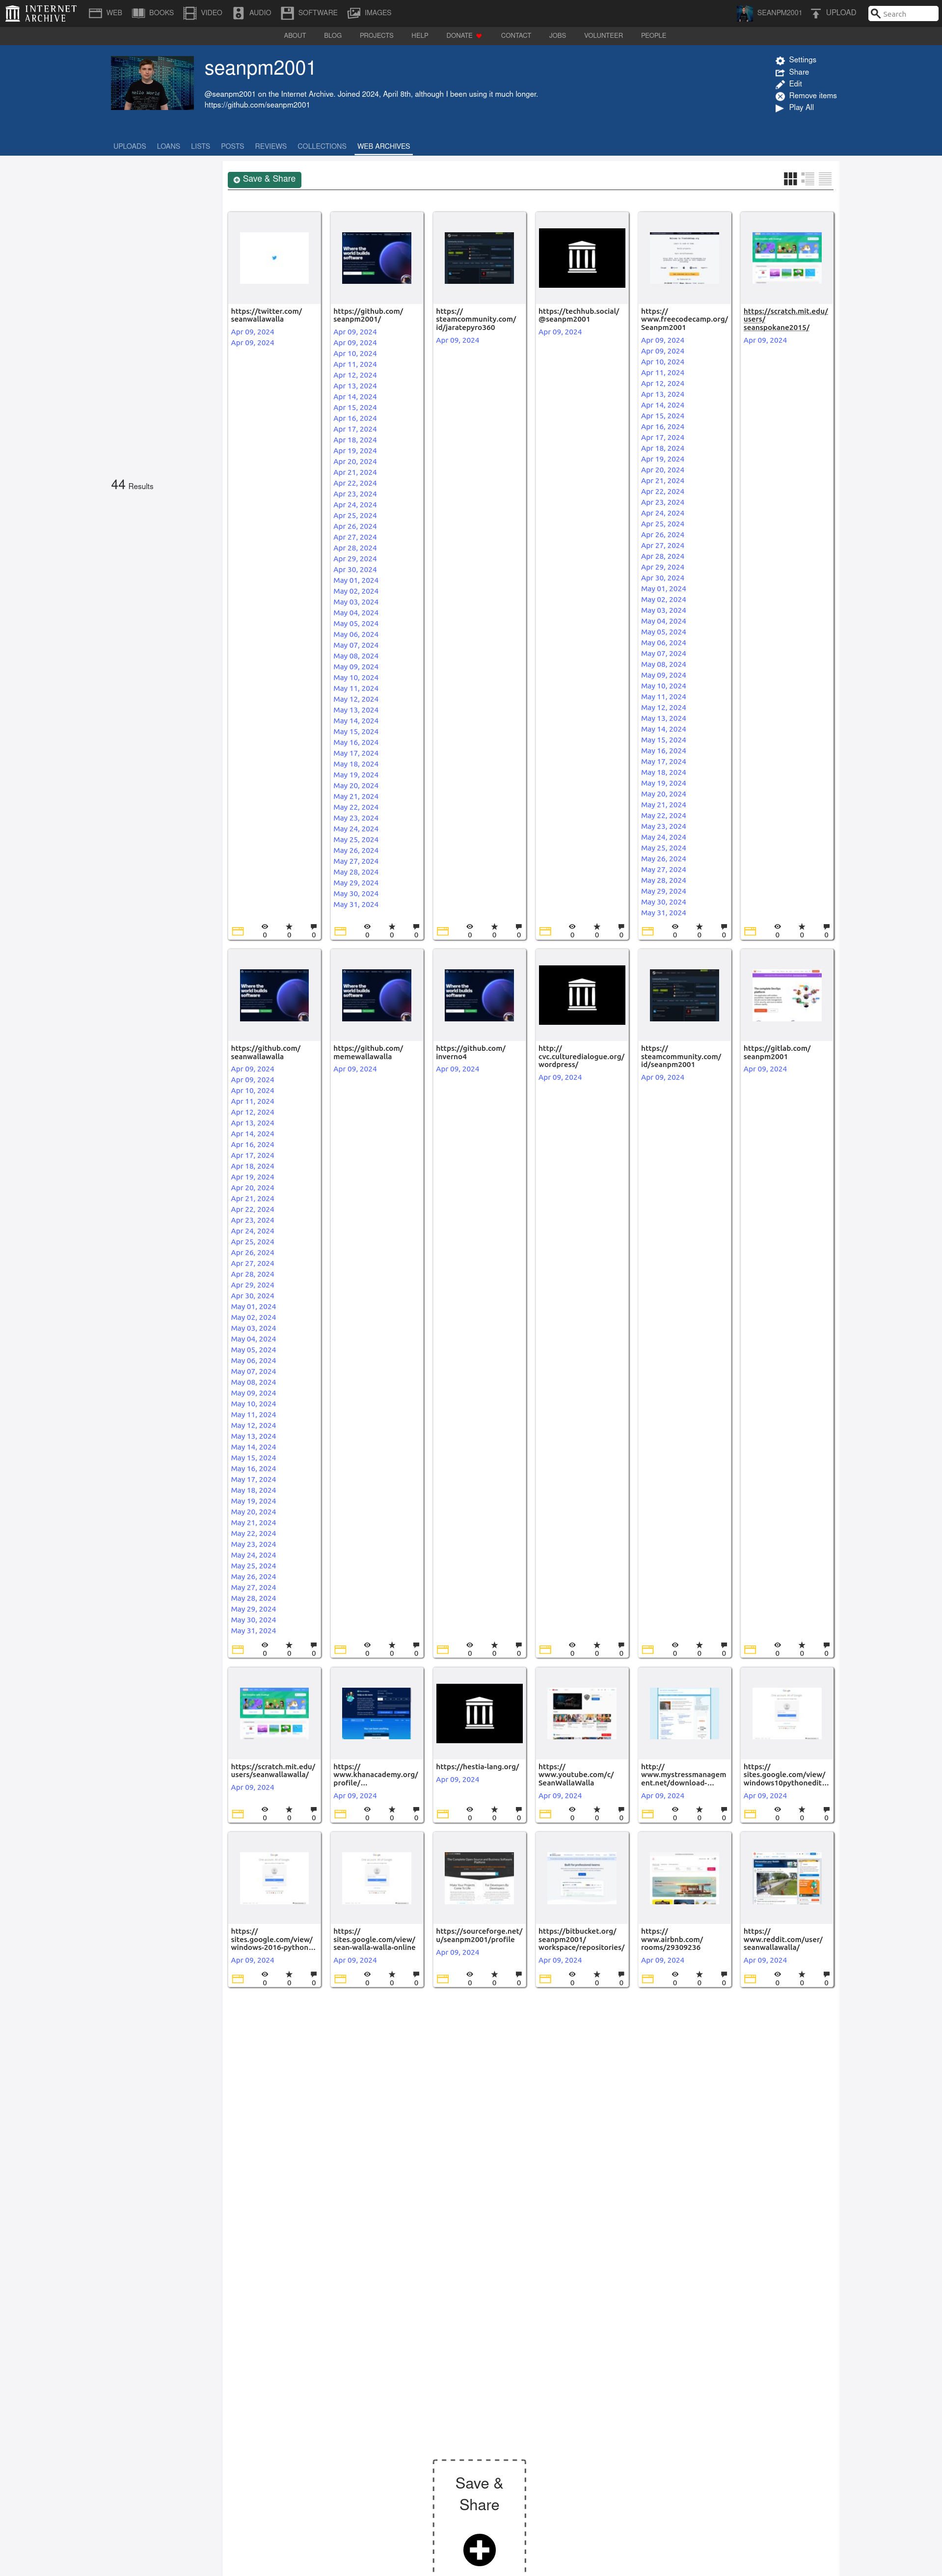 INTERNET
ARCHIVE
WEB
BOOKS
VIDEO
AUDIO
SOFTWARE
IMAGES
SEANPM2001
UPLOAD
Search
ABOUT
BLOG
PROJECTS
HELP
DONATE
CONTACT
JOBS
VOLUNTEER
PEOPLE
seanpm2001
@seanpm2001 on the Internet Archive. Joined 2024, April 8th, although I been using it much longer.
https://github.com/seanpm2001
Settings
Share
Edit
Remove items
Play All
UPLOADS
LOANS
LISTS
POSTS
REVIEWS
COLLECTIONS
WEB ARCHIVES
44 Results
Save & Share
https://twitter.com/
seanwallawalla
Apr 09, 2024
Apr 09, 2024
0 0 0
Where the
world builds
software
https://github.com/
seanpm2001/
Apr 09, 2024
Apr 09, 2024
Apr 10, 2024
Apr 11, 2024
Apr 12, 2024
Apr 13, 2024
Apr 14, 2024
Apr 15, 2024
Apr 16, 2024
Apr 17, 2024
Apr 18, 2024
Apr 19, 2024
Apr 20, 2024
Apr 21, 2024
Apr 22, 2024
Apr 23, 2024
Apr 24, 2024
Apr 25, 2024
Apr 26, 2024
Apr 27, 2024
Apr 28, 2024
Apr 29, 2024
Apr 30, 2024
May 01, 2024
May 02, 2024
May 03, 2024
May 04, 2024
May 05, 2024
May 06, 2024
May 07, 2024
May 08, 2024
May 09, 2024
May 10, 2024
May 11, 2024
May 12, 2024
May 13, 2024
May 14, 2024
May 15, 2024
May 16, 2024
May 17, 2024
May 18, 2024
May 19, 2024
May 20, 2024
May 21, 2024
May 22, 2024
May 23, 2024
May 24, 2024
May 25, 2024
May 26, 2024
May 27, 2024
May 28, 2024
May 29, 2024
May 30, 2024
May 31, 2024
0 0 0
https://
steamcommunity.com/
id/jaratepyro360
Apr 09, 2024
0 0 0
https://techhub.social/
@seanpm2001
Apr 09, 2024
0 0 0
https://
www.freecodecamp.org/
Seanpm2001
Apr 09, 2024
Apr 09, 2024
Apr 10, 2024
Apr 11, 2024
Apr 12, 2024
Apr 13, 2024
Apr 14, 2024
Apr 15, 2024
Apr 16, 2024
Apr 17, 2024
Apr 18, 2024
Apr 19, 2024
Apr 20, 2024
Apr 21, 2024
Apr 22, 2024
Apr 23, 2024
Apr 24, 2024
Apr 25, 2024
Apr 26, 2024
Apr 27, 2024
Apr 28, 2024
Apr 29, 2024
Apr 30, 2024
May 01, 2024
May 02, 2024
May 03, 2024
May 04, 2024
May 05, 2024
May 06, 2024
May 07, 2024
May 08, 2024
May 09, 2024
May 10, 2024
May 11, 2024
May 12, 2024
May 13, 2024
May 14, 2024
May 15, 2024
May 16, 2024
May 17, 2024
May 18, 2024
May 19, 2024
May 20, 2024
May 21, 2024
May 22, 2024
May 23, 2024
May 24, 2024
May 25, 2024
May 26, 2024
May 27, 2024
May 28, 2024
May 29, 2024
May 30, 2024
May 31, 2024
0 0 0
https://scratch.mit.edu/
users/
seanspokane2015/
Apr 09, 2024
0 0 0
Where the
world builds
software
https://github.com/
seanwallawalla
Apr 09, 2024
Apr 09, 2024
Apr 10, 2024
Apr 11, 2024
Apr 12, 2024
Apr 13, 2024
Apr 14, 2024
Apr 16, 2024
Apr 17, 2024
Apr 18, 2024
Apr 19, 2024
Apr 20, 2024
Apr 21, 2024
Apr 22, 2024
Apr 23, 2024
Apr 24, 2024
Apr 25, 2024
Apr 26, 2024
Apr 27, 2024
Apr 28, 2024
Apr 29, 2024
Apr 30, 2024
May 01, 2024
May 02, 2024
May 03, 2024
May 04, 2024
May 05, 2024
May 06, 2024
May 07, 2024
May 08, 2024
May 09, 2024
May 10, 2024
May 11, 2024
May 12, 2024
May 13, 2024
May 14, 2024
May 15, 2024
May 16, 2024
May 17, 2024
May 18, 2024
May 19, 2024
May 20, 2024
May 21, 2024
May 22, 2024
May 23, 2024
May 24, 2024
May 25, 2024
May 26, 2024
May 27, 2024
May 28, 2024
May 29, 2024
May 30, 2024
May 31, 2024
0 0 0
Where the
world builds
software
https://github.com/
memewallawalla
Apr 09, 2024
0 0 0
Where the
world builds
software
https://github.com/
inverno4
Apr 09, 2024
0 0 0
http://
cvc.culturedialogue.org/
wordpress/
Apr 09, 2024
0 0 0
https://
steamcommunity.com/
id/seanpm2001
Apr 09, 2024
0 0 0
https://gitlab.com/
seanpm2001
Apr 09, 2024
0 0 0
https://scratch.mit.edu/
users/seanwallawalla/
Apr 09, 2024
0 0 0
https://
www.khanacademy.org/
profile/…
Apr 09, 2024
0 0 0
https://hestia-lang.org/
Apr 09, 2024
0 0 0
https://
www.youtube.com/c/
SeanWallaWalla
Apr 09, 2024
0 0 0
http://
www.mystressmanagem
ent.net/download-…
Apr 09, 2024
0 0 0
https://
sites.google.com/view/
windows10pythonedit…
Apr 09, 2024
0 0 0
https://
sites.google.com/view/
windows-2016-python…
Apr 09, 2024
0 0 0
https://
sites.google.com/view/
sean-walla-walla-online
Apr 09, 2024
0 0 0
https://sourceforge.net/
u/seanpm2001/profile
Apr 09, 2024
0 0 0
https://bitbucket.org/
seanpm2001/
workspace/repositories/
Apr 09, 2024
0 0 0
https://
www.airbnb.com/
rooms/29309236
Apr 09, 2024
0 0 0
https://
www.reddit.com/user/
seanwallawalla/
Apr 09, 2024
0 0 0
Save &
Share